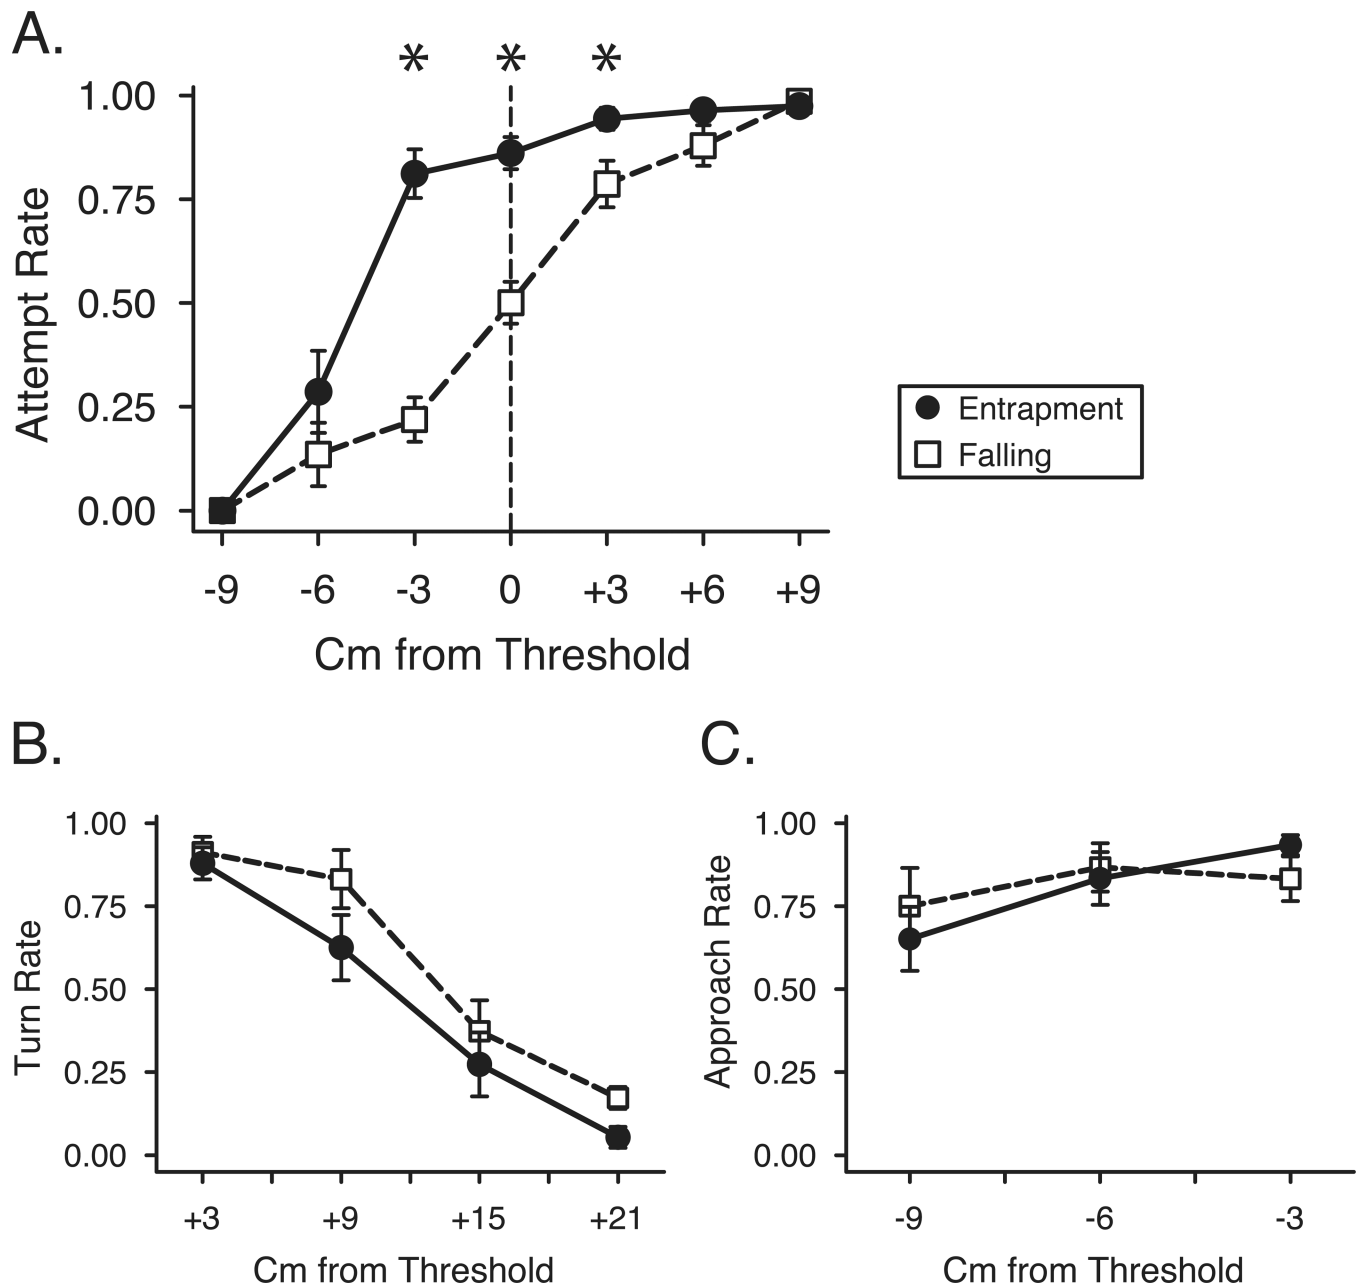 A.
* * *
1.00
0.75
0.50
0.25
0.00
Attempt Rate
-9 -6 -3 0 +3 +6 +9
Cm from Threshold
Entrapment
Falling
B.
1.00
0.75
0.50
0.25
0.00
Turn Rate
+3 +9 +15 +21
Cm from Threshold
C.
1.00
0.75
0.50
0.25
0.00
Approach Rate
-9 -6 -3
Cm from Threshold